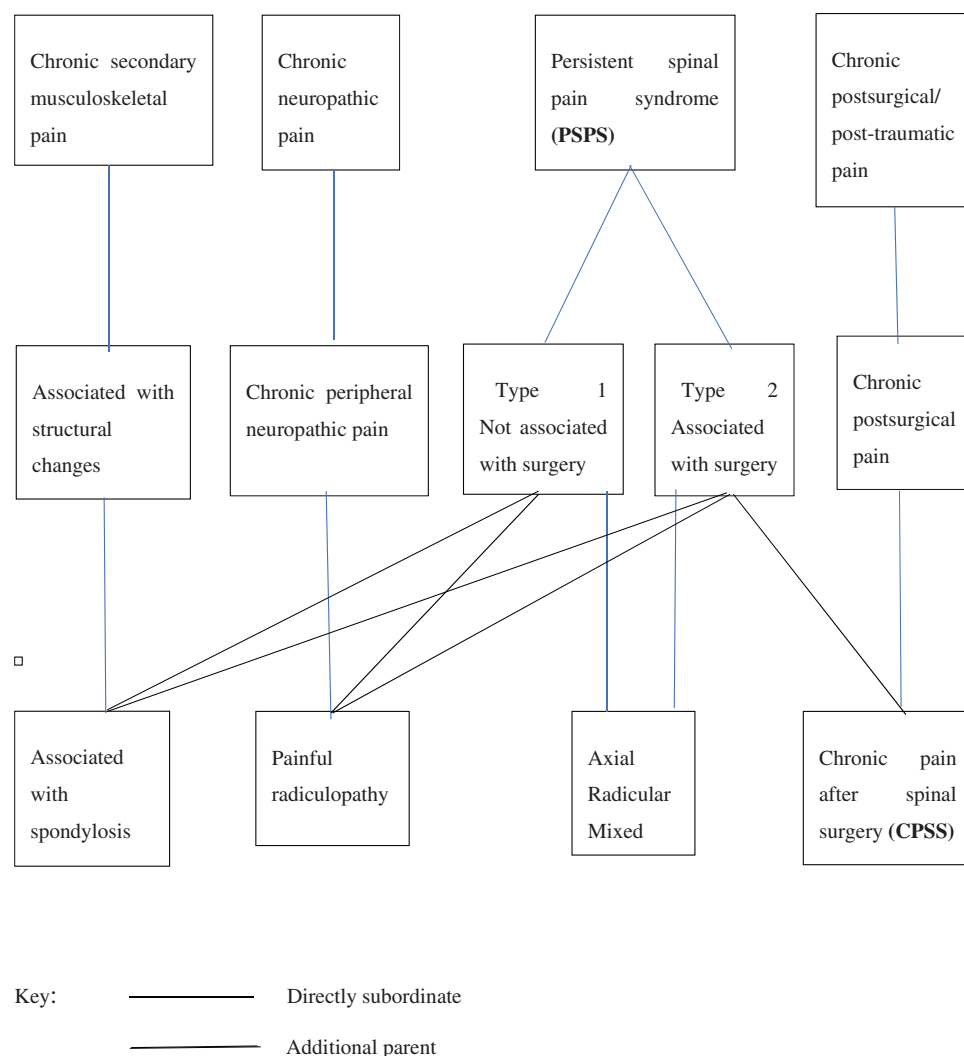 Chronic secondary
musculoskeletal
pain
Chronic
neuropathic
pain
Persistent spinal
pain syndrome
(PSPS)
Chronic
postsurgical/
post-traumatic
pain
Associated with
structural
changes
Chronic peripheral
neuropathic pain
Type 1
Not associated
with surgery
Type 2
Associated
with surgery
Chronic
postsurgical
pain
Associated
with
spondylosis
Painful
radiculopathy
Axial
Radicular
Mixed
Chronic pain
after spinal
surgery (CPSS)
Key:
Directly subordinate
Additional parent